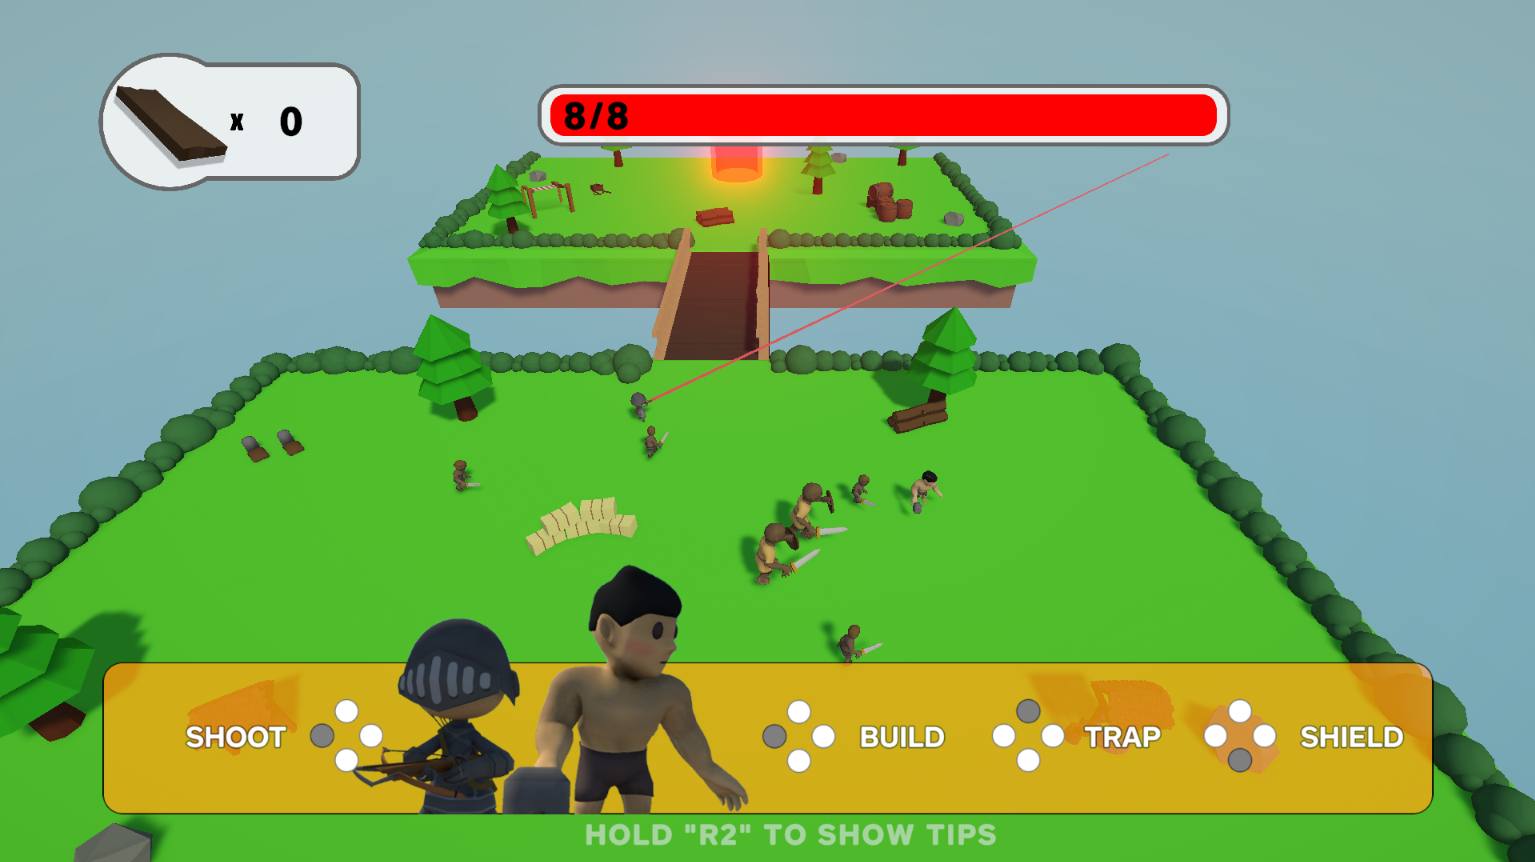 x 0
8/8
SHOOT
BUILD
TRAP
SHIELD
HOLD "R2" TO SHOW TIPS